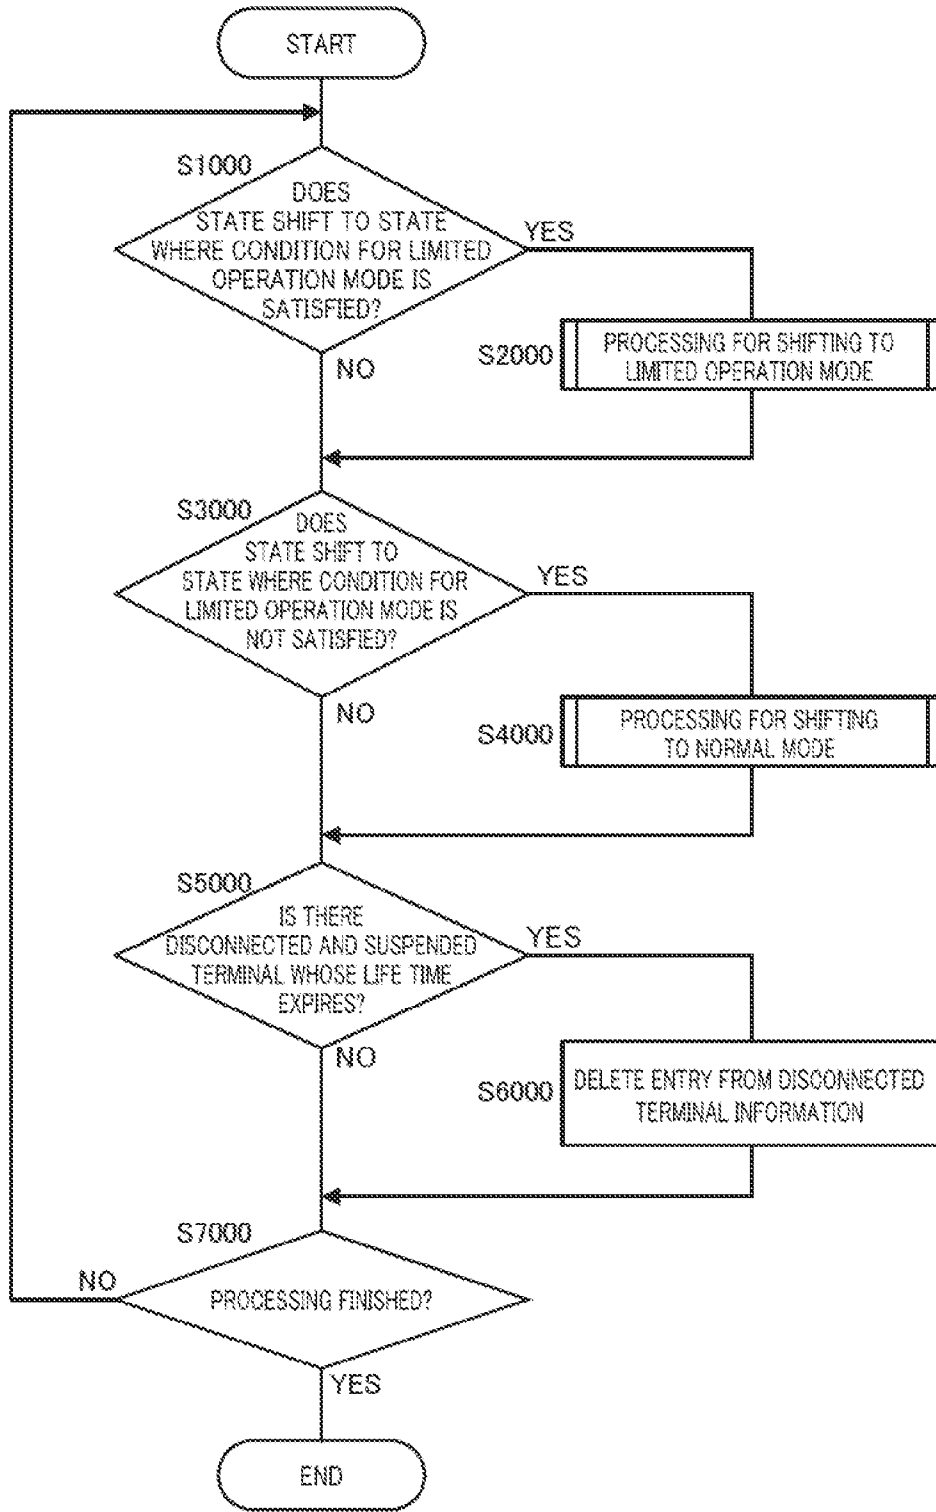 START
S1000
DOES
STATE SHIFT TO STATE
WHERE CONDITION FOR LIMITED
OPERATION MODE IS
SATISFIED?
YES
NO
S2000
PROCESSING FOR SHIFTING TO
LIMITED OPERATION MODE
S3000
DOES
STATE SHIFT TO
STATE WHERE CONDITION FOR
LIMITED OPERATION MODE IS
NOT SATISFIED?
YES
NO
S4000
PROCESSING FOR SHIFTING
TO NORMAL MODE
S5000
IS THERE
DISCONNECTED AND SUSPENDED
TERMINAL WHOSE LIFE TIME
EXPIRES?
YES
NO
S6000
DELETE ENTRY FROM DISCONNECTED
TERMINAL INFORMATION
S7000
NO
PROCESSING FINISHED?
YES
END